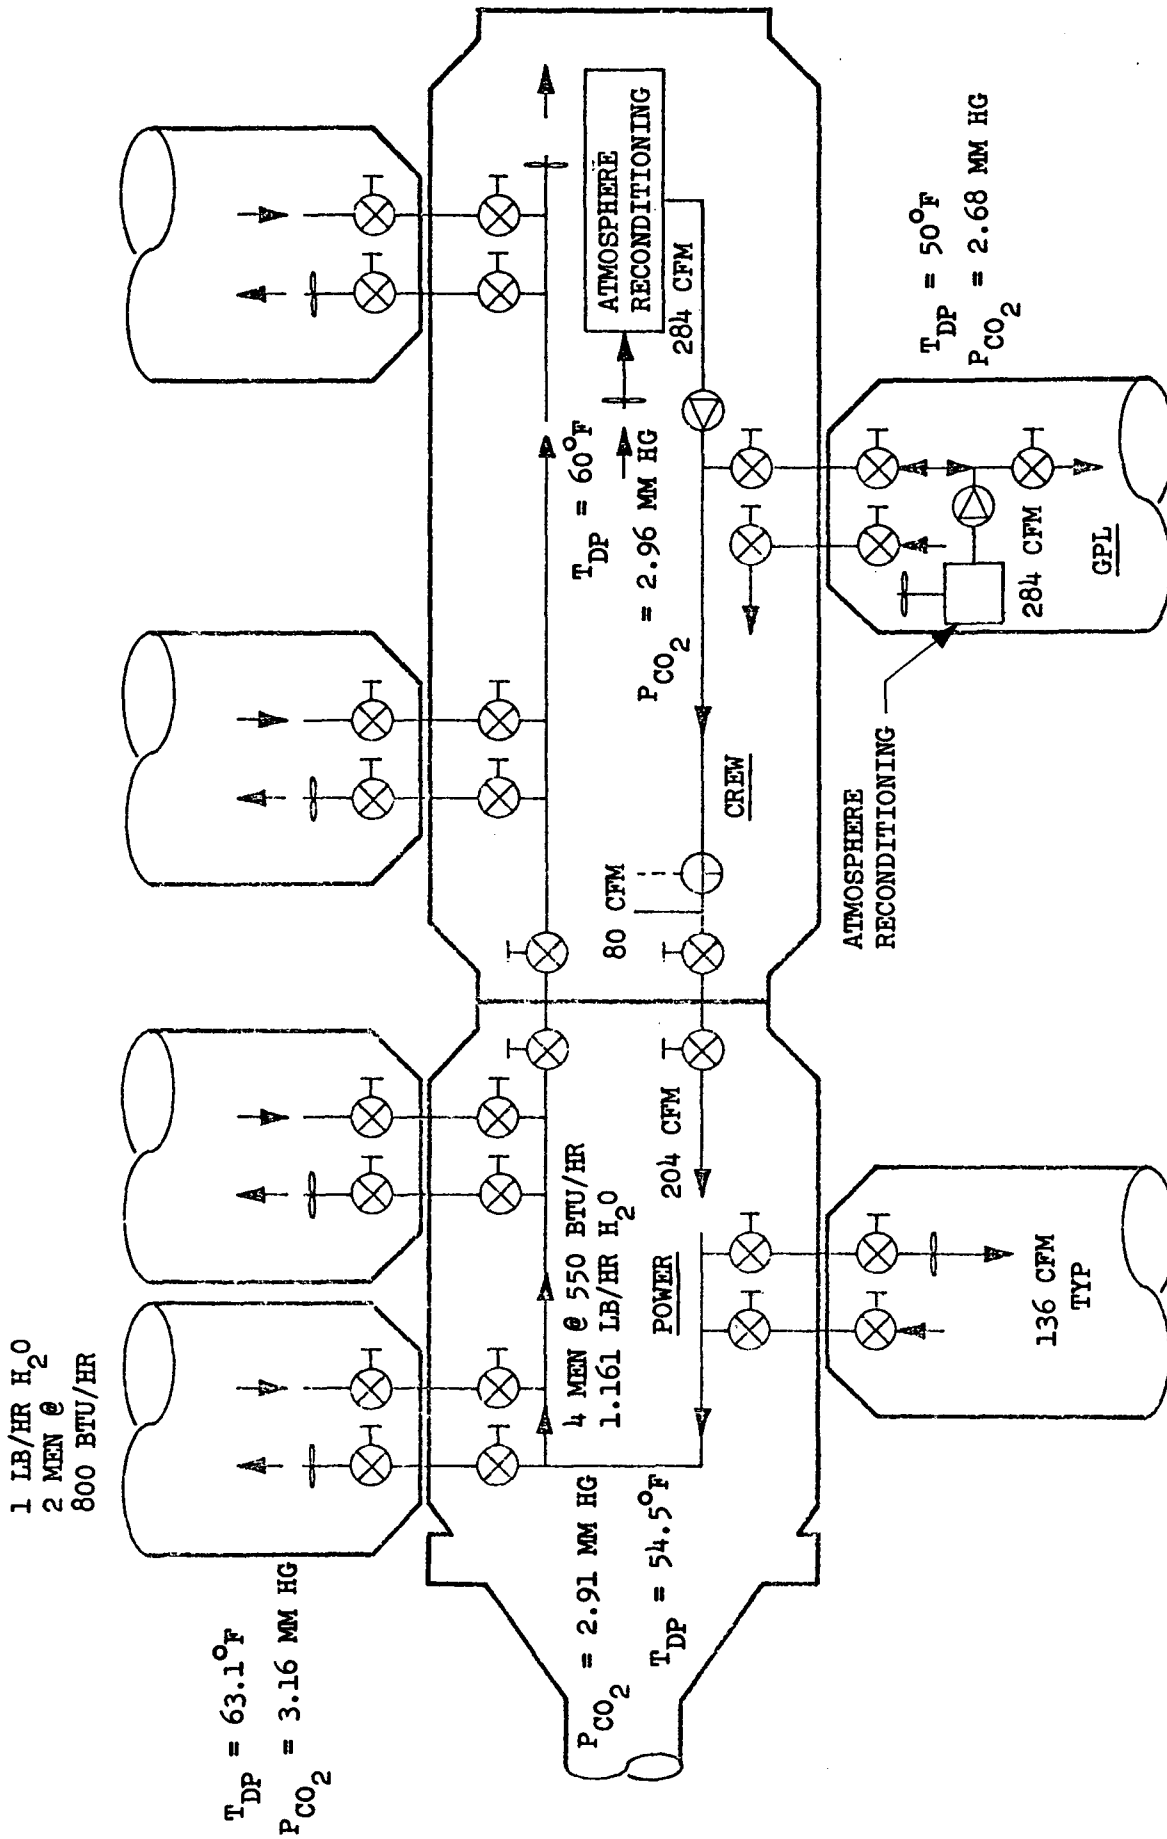 1 LB/HR H2O
2 MEN @
800 BTU/HR
TDP = 63.1°F
PCO2 = 3.16 MM HG
PCO2 = 2.91 MM HG
TDP = 54.5°F
4 MEN @ 550 BTU/HR
1.161 LB/HR H2O
POWER
204 CFM
136 CFM
TYP
80 CFM
CREW
TDP = 60°F
PCO2 = 2.96 MM HG
ATMOSPHERE
RECONDITIONING
284 CFM
ATMOSPHERE
RECONDITIONING
284 CFM
GPL
TDP = 50°F
PCO2 = 2.68 MM HG